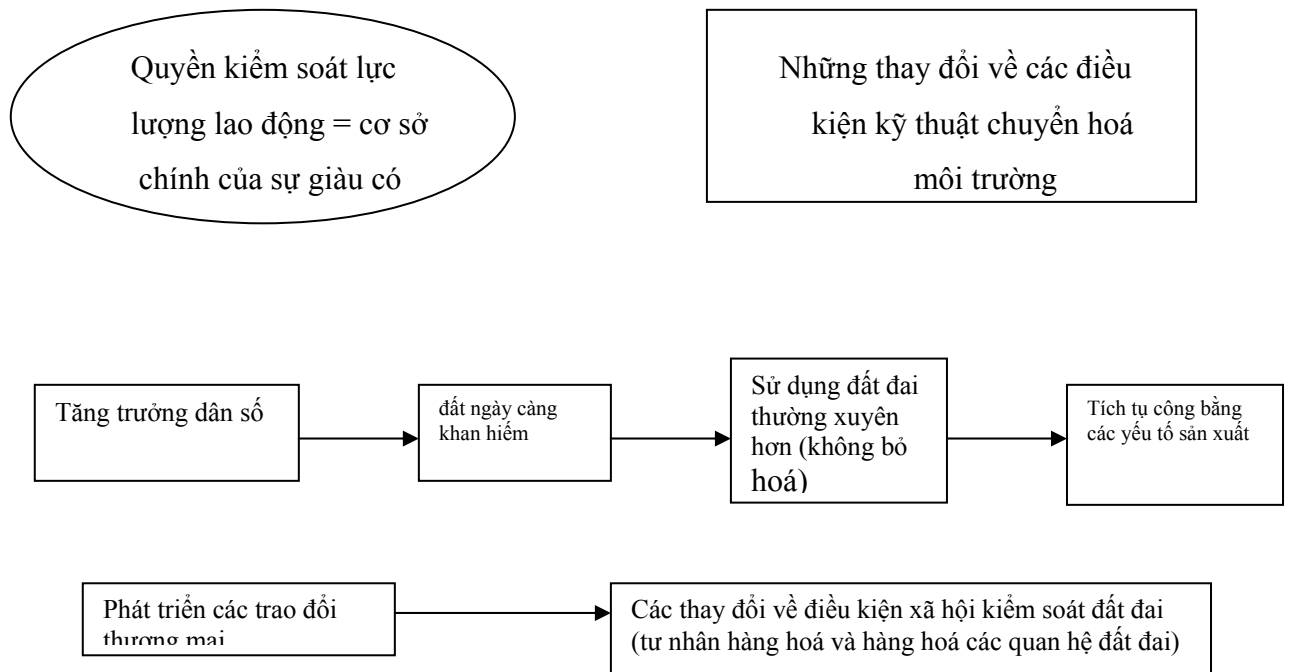 Quyền kiểm soát lực
lượng lao động = cơ sở
chính của sự giàu có
Những thay đổi về các điều
kiện kỹ thuật chuyển hoá
môi trường
Tăng trưởng dân số
đất ngày càng
khan hiếm
Sử dụng đất đai
thường xuyên
hơn (không bỏ
hoá)
Tích tụ công bằng
các yếu tố sản xuất
Phát triển các trao đổi
thương mại
Các thay đổi về điều kiện xã hội kiểm soát đất đai
(tư nhân hàng hoá và hàng hoá các quan hệ đất đai)